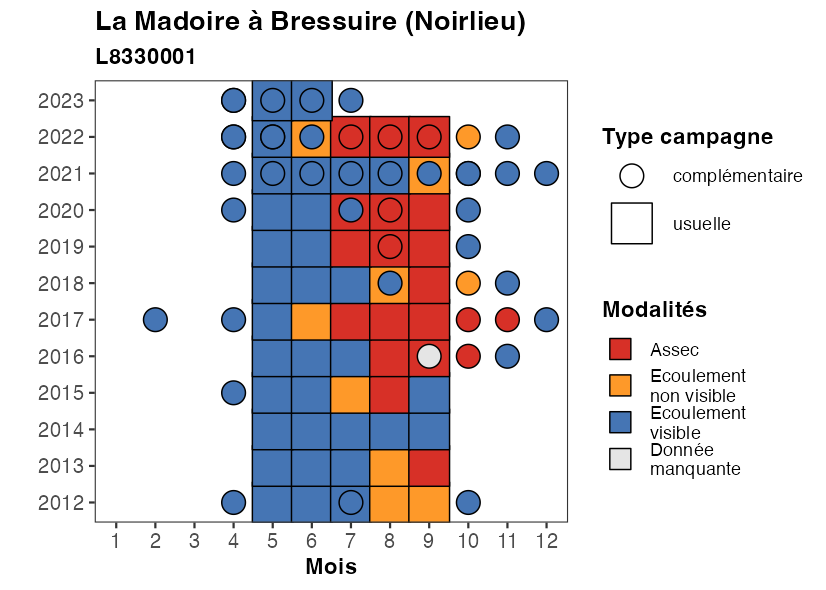 La Madoire à Bressuire (Noirlieu)
L8330001
2023
2022
2021
2020
2019
2018
2017
2016
2015
2014
2013
2012
1 2 3 4 5 6 7 8 9 10 11 12
Mois
Type campagne
complémentaire
usuelle
Modalités
Assec
Ecoulement
non visible
Ecoulement
visible
Donnée
manquante